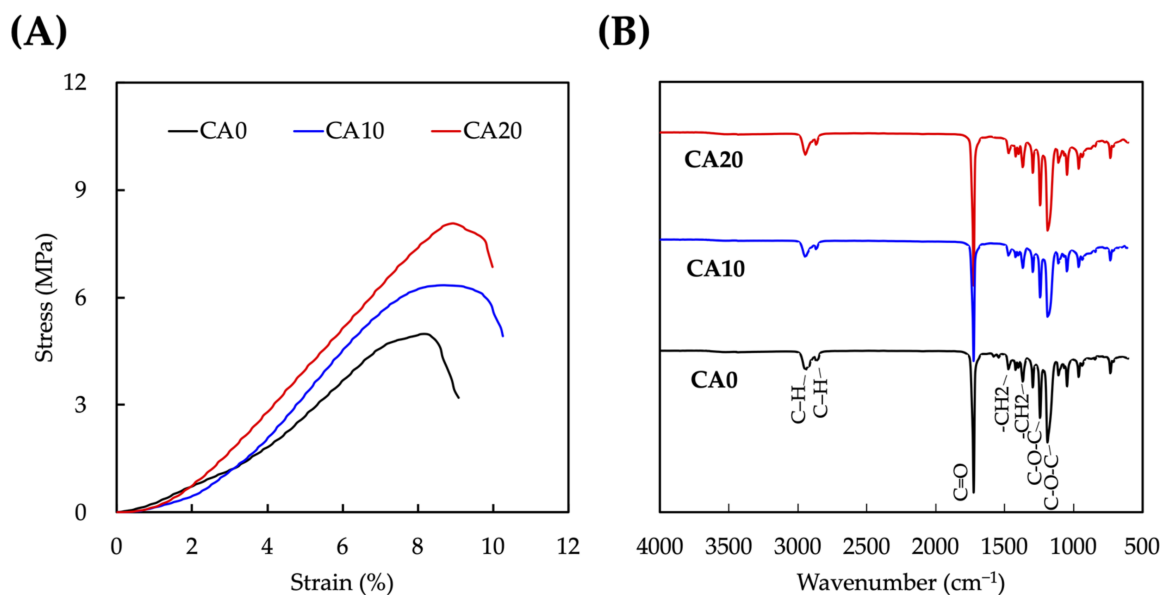 (A)
12
9
6
3
0
Stress (MPa)
CA0 CA10 CA20
0 2 4 6 8 10 12
Strain (%)
(B)
CA20
CA10
CA0
C–H
C–H
C=O
-CH2
-CH2
C-O-C
C-O-C
4000 3500 3000 2500 2000 1500 1000 500
Wavenumber (cm⁻¹)